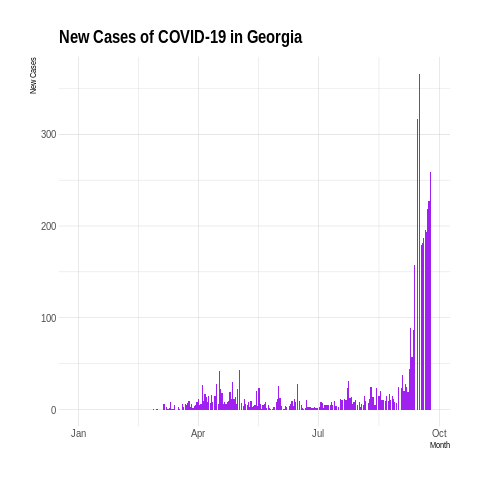 New Cases of COVID-19 in Georgia
New Cases
300
200
100
0
Jan Apr Jul Oct
Month